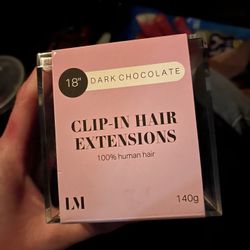 18" DARK CHOCOLATE
CLIP-IN HAIR
EXTENSIONS
100% human hair
LM 140g